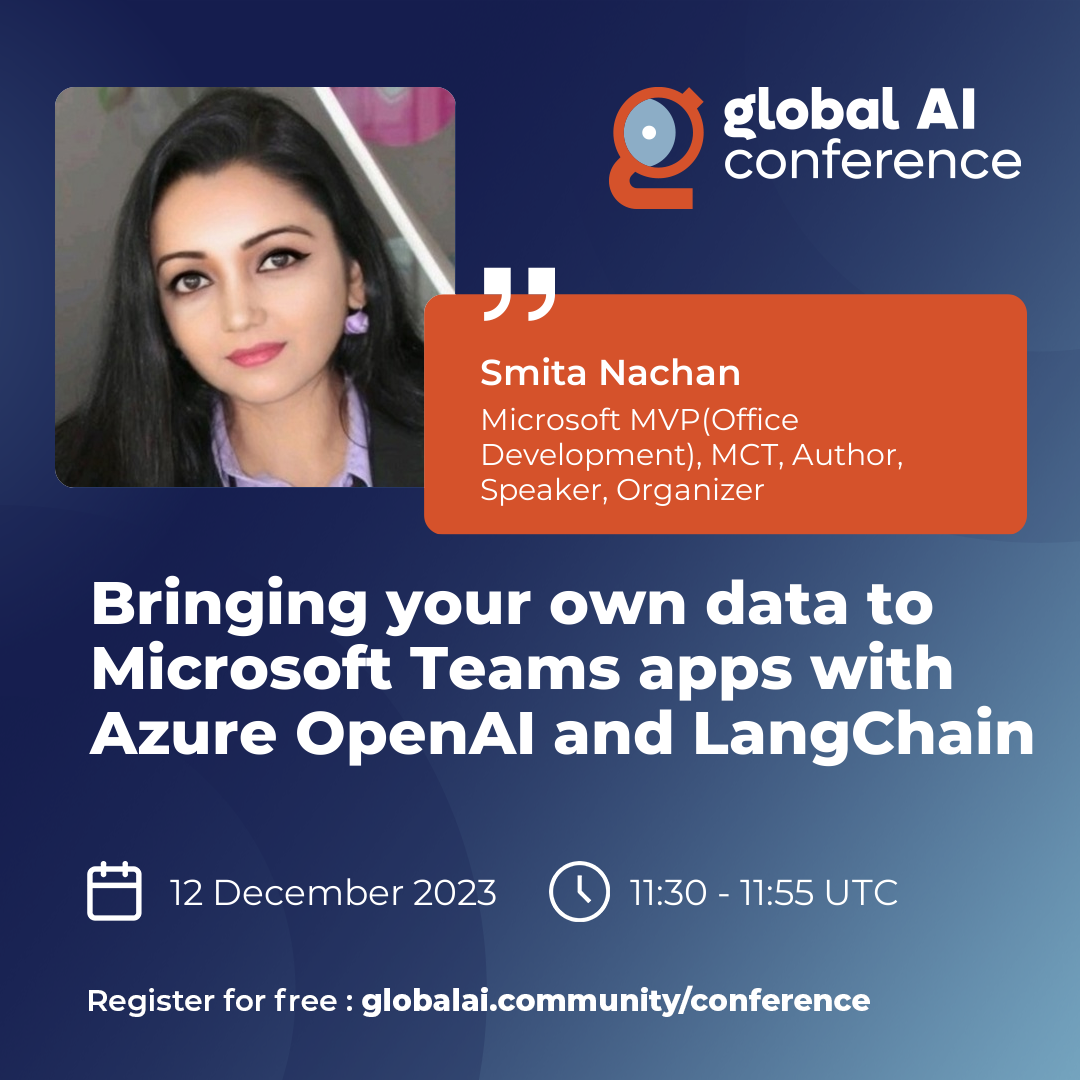 global AI
conference
Smita Nachan
Microsoft MVP(Office
Development), MCT, Author,
Speaker, Organizer
Bringing your own data to
Microsoft Teams apps with
Azure OpenAI and LangChain
12 December 2023
11:30 - 11:55 UTC
Register for free : globalai.community/conference